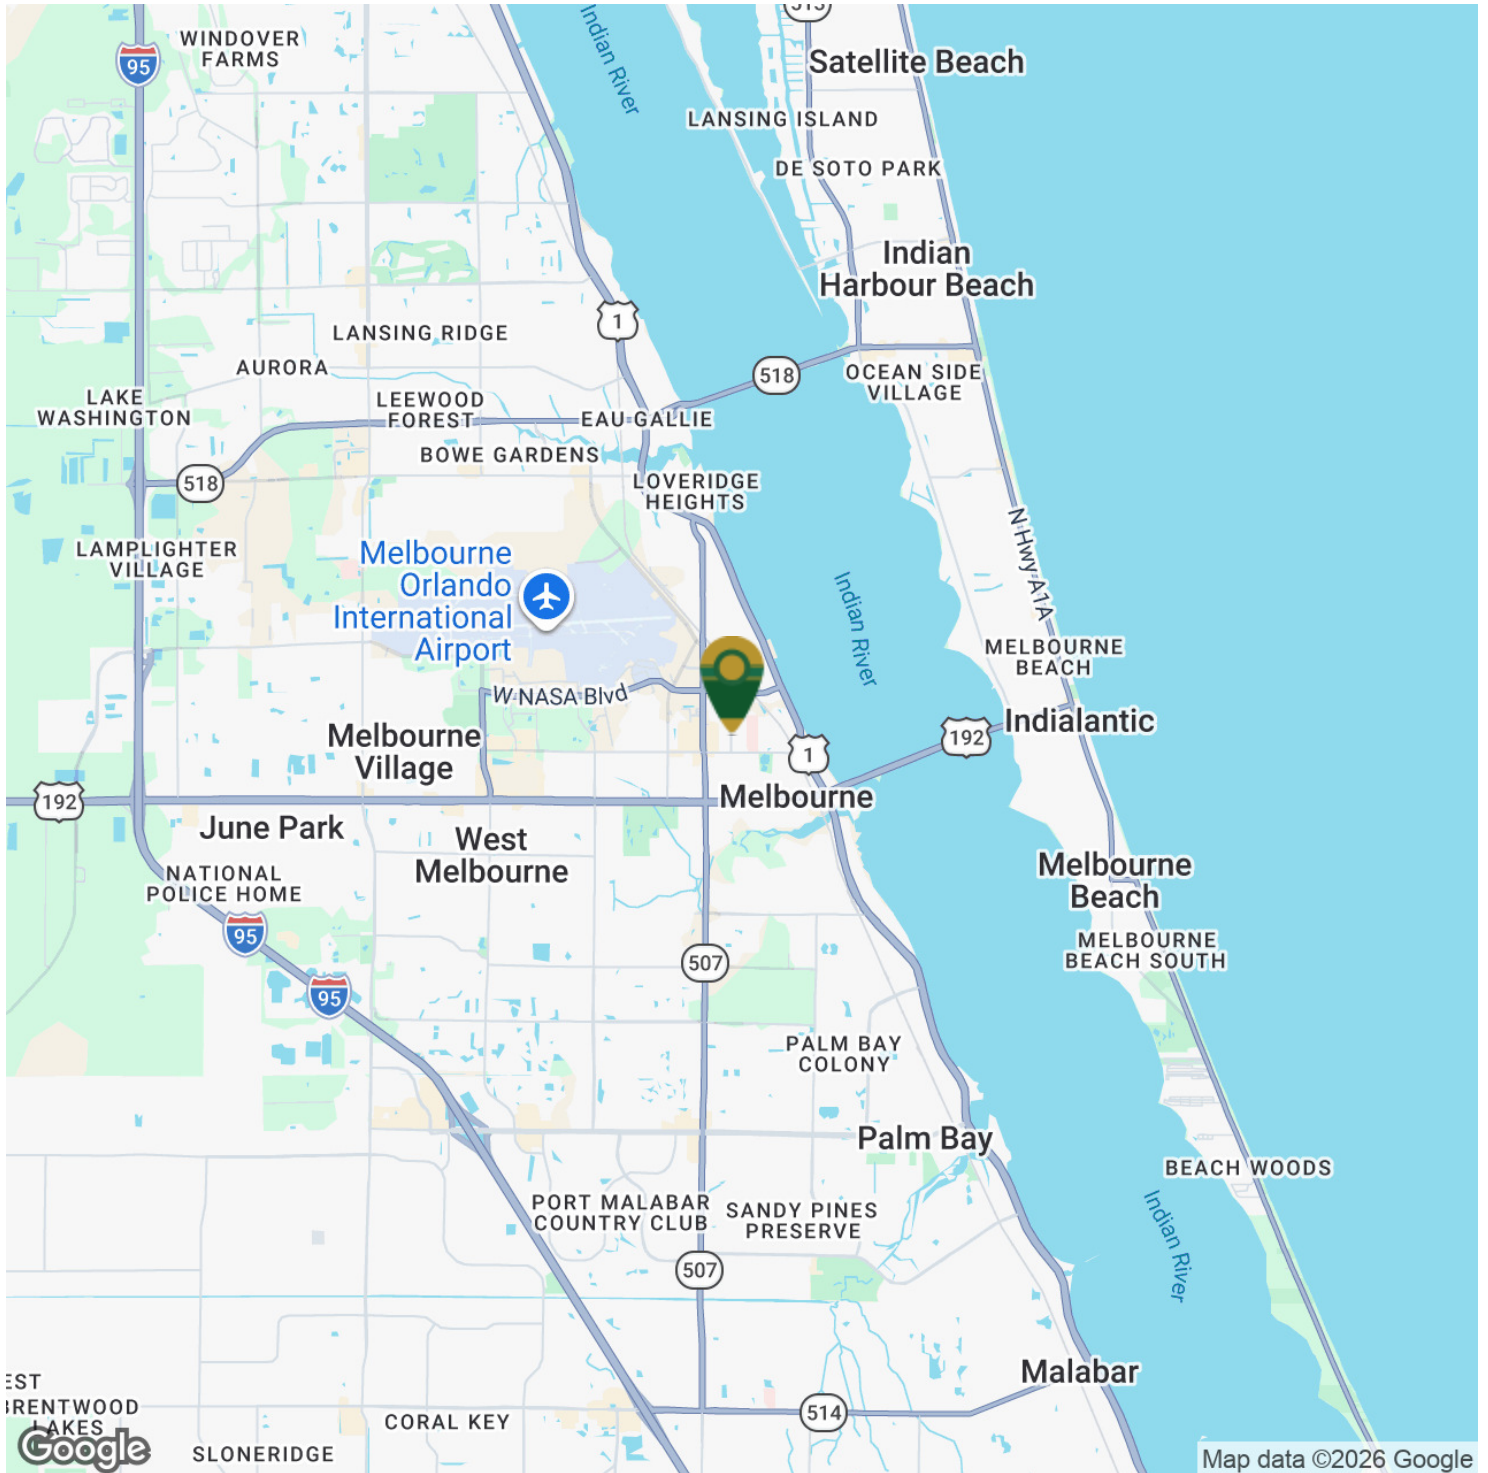 513
Indian River
WINDOVER
FARMS
95
Satellite Beach
LANSING ISLAND
DE SOTO PARK
Indian
Harbour Beach
1
LANSING RIDGE
AURORA
518
OCEAN SIDE
VILLAGE
LAKE
WASHINGTON
LEEWOOD
FOREST
EAU GALLIE
BOWE GARDENS
518
LOVERIDGE
HEIGHTS
N Hwy A1A
LAMPLIGHTER
VILLAGE
Melbourne
Orlando
International
Airport
Indian River
MELBOURNE
BEACH
W NASA Blvd
Indialantic
192
Melbourne
Village
1
192
Melbourne
June Park
West
Melbourne
NATIONAL
POLICE HOME
Melbourne
Beach
95
MELBOURNE
BEACH SOUTH
507
95
PALM BAY
COLONY
Palm Bay
BEACH WOODS
PORT MALABAR
COUNTRY CLUB
SANDY PINES
PRESERVE
Indian River
507
Malabar
EST
BRENTWOOD
LAKES
CORAL KEY
514
SLONERIDGE
Google
Map data ©2026 Google